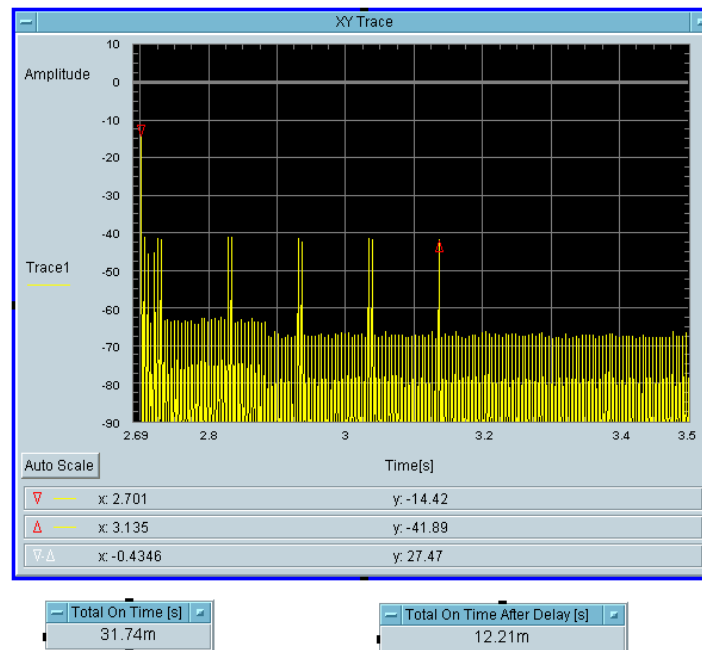 XY Trace
Amplitude
10
0
-10
-20
-30
-40
-50
-60
-70
-80
-90
Trace1
2.69 2.8 3 3.2 3.4 3.5
Auto Scale Time[s]
x: 2.701 y: -14.42
x: 3.135 y: -41.89
x: -0.4346 y: 27.47
Total On Time [s] Total On Time After Delay [s]
31.74m 12.21m